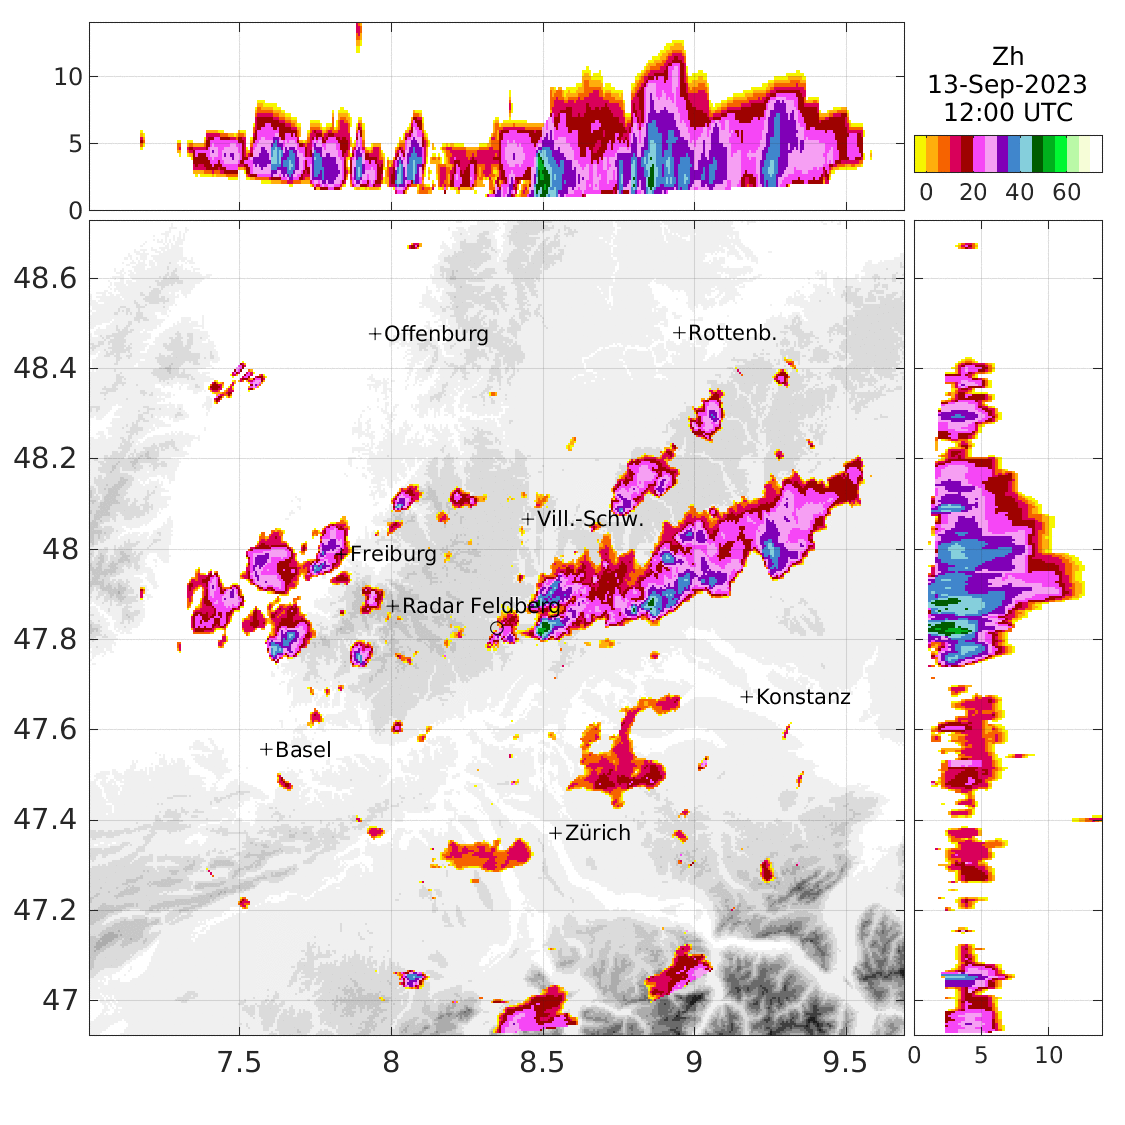 10
5
0
Zh
13-Sep-2023
12:00 UTC
0 20 40 60
48.6
48.4
48.2
48
47.8
47.6
47.4
47.2
47
+Offenburg
+Rottenb.
+Vill.-Schw.
+Freiburg
+Radar Feldberg
+Konstanz
+Basel
+Zürich
7.5 8 8.5 9 9.5
0 5 10